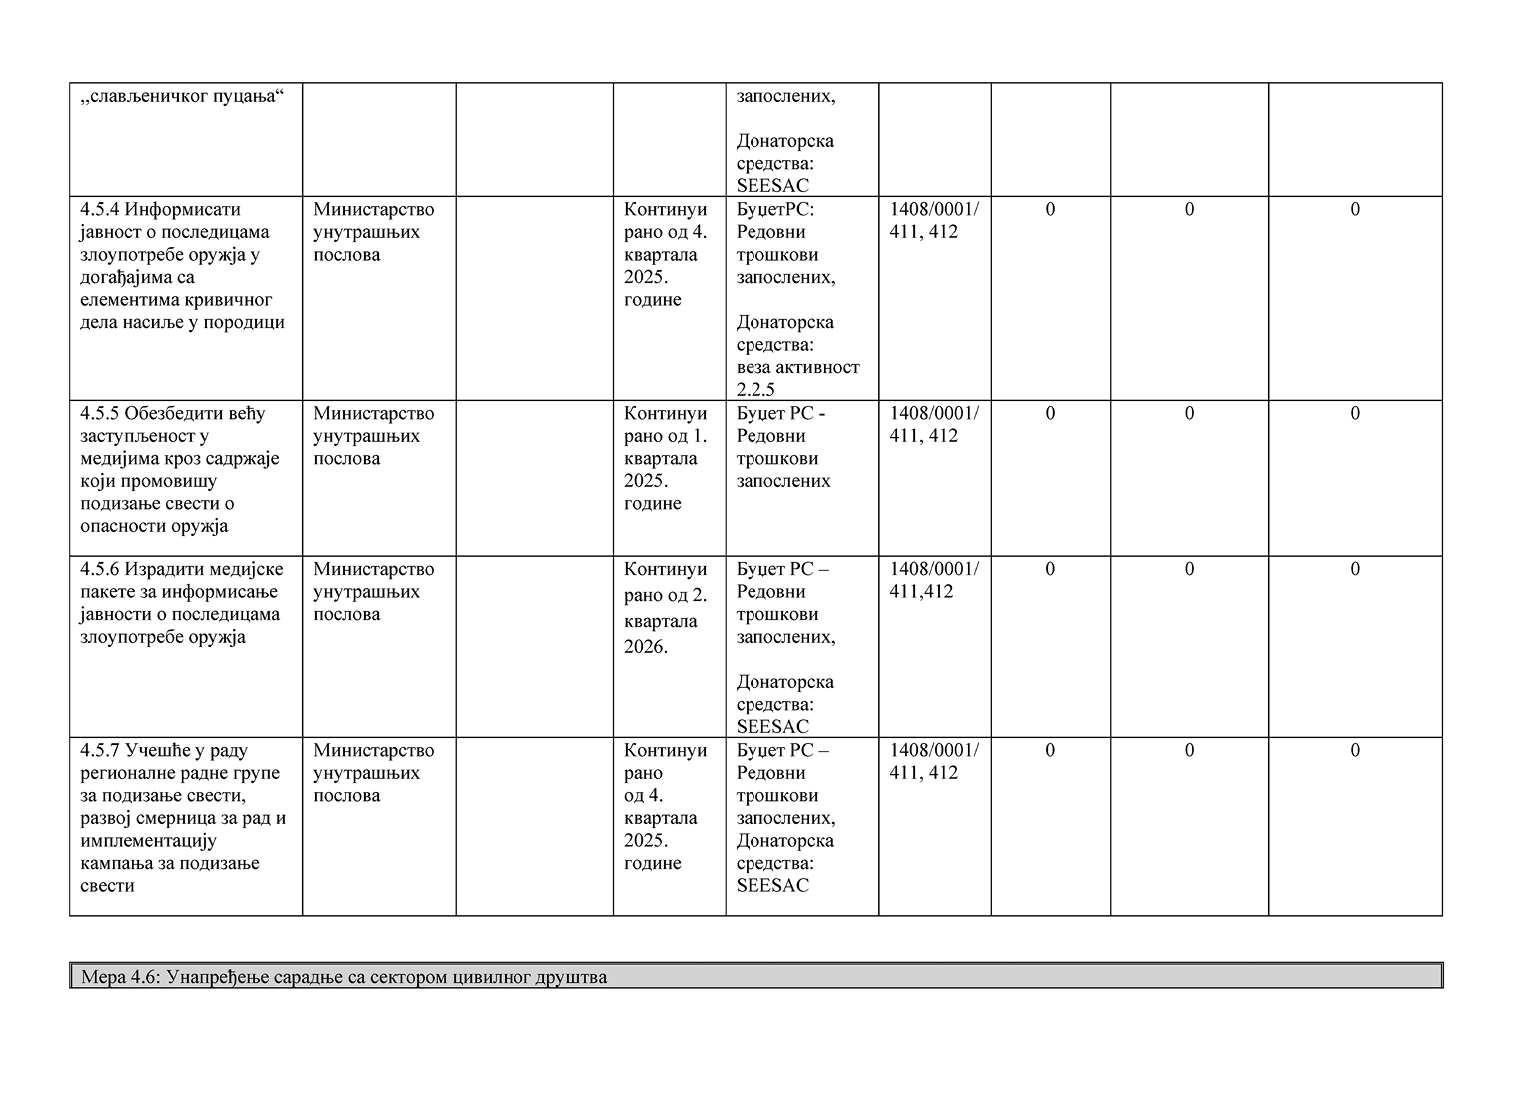 ,,слављеничког пуцања“
запослених,
Донаторска
средства:
SEESAC
4.5.4 Информисати
јавност о последицама
злоупотребе оружја у
догађајима са
елементима кривичног
дела насиље у породици
Министарство
унутрашњих
послова
Континуи
рано од 4.
квартала
2025.
године
БуџетРС:
Редовни
трошкови
запослених,
Донаторска
средства:
веза активност
2.2.5
1408/0001/
411, 412
0
0
0
4.5.5 Обезбедити већу
заступљеност у
медијима кроз садржаје
који промовишу
подизање свести о
опасности оружја
Министарство
унутрашњих
послова
Континуи
рано од 1.
квартала
2025.
године
Буџет РС -
Редовни
трошкови
запослених
1408/0001/
411, 412
0
0
0
4.5.6 Израдити медијске
пакете за информисање
јавности о последицама
злоупотребе оружја
Министарство
унутрашњих
послова
Континуи
рано од 2.
квартала
2026.
Буџет РС –
Редовни
трошкови
запослених,
Донаторска
средства:
SEESAC
1408/0001/
411,412
0
0
0
4.5.7 Учешће у раду
регионалне радне групе
за подизање свести,
развој смерница за рад и
имплементацију
кампања за подизање
свести
Министарство
унутрашњих
послова
Континуи
рано
од 4.
квартала
2025.
године
Буџет РС –
Редовни
трошкови
запослених,
Донаторска
средства:
SEESAC
1408/0001/
411, 412
0
0
0
Мера 4.6: Унапређење сарадње са сектором цивилног друштва